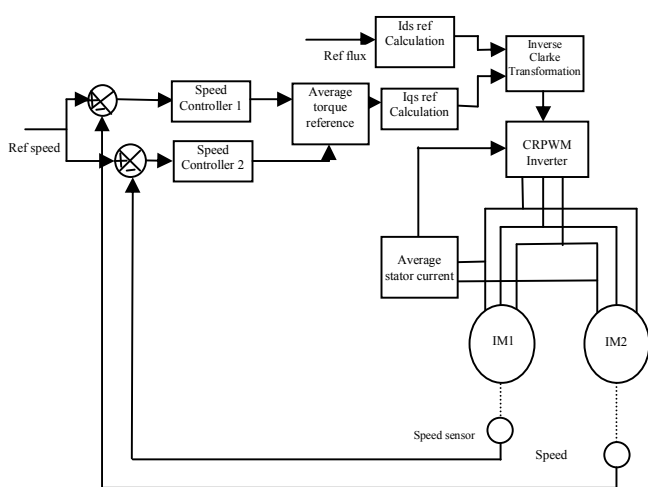 Ids ref
Calculation
Ref flux
Inverse
Clarke
Transformation
Speed
Controller 1
Average
torque
reference
Iqs ref
Calculation
Ref speed
Speed
Controller 2
CRPWM
Inverter
Average
stator current
IM1
IM2
Speed sensor
Speed